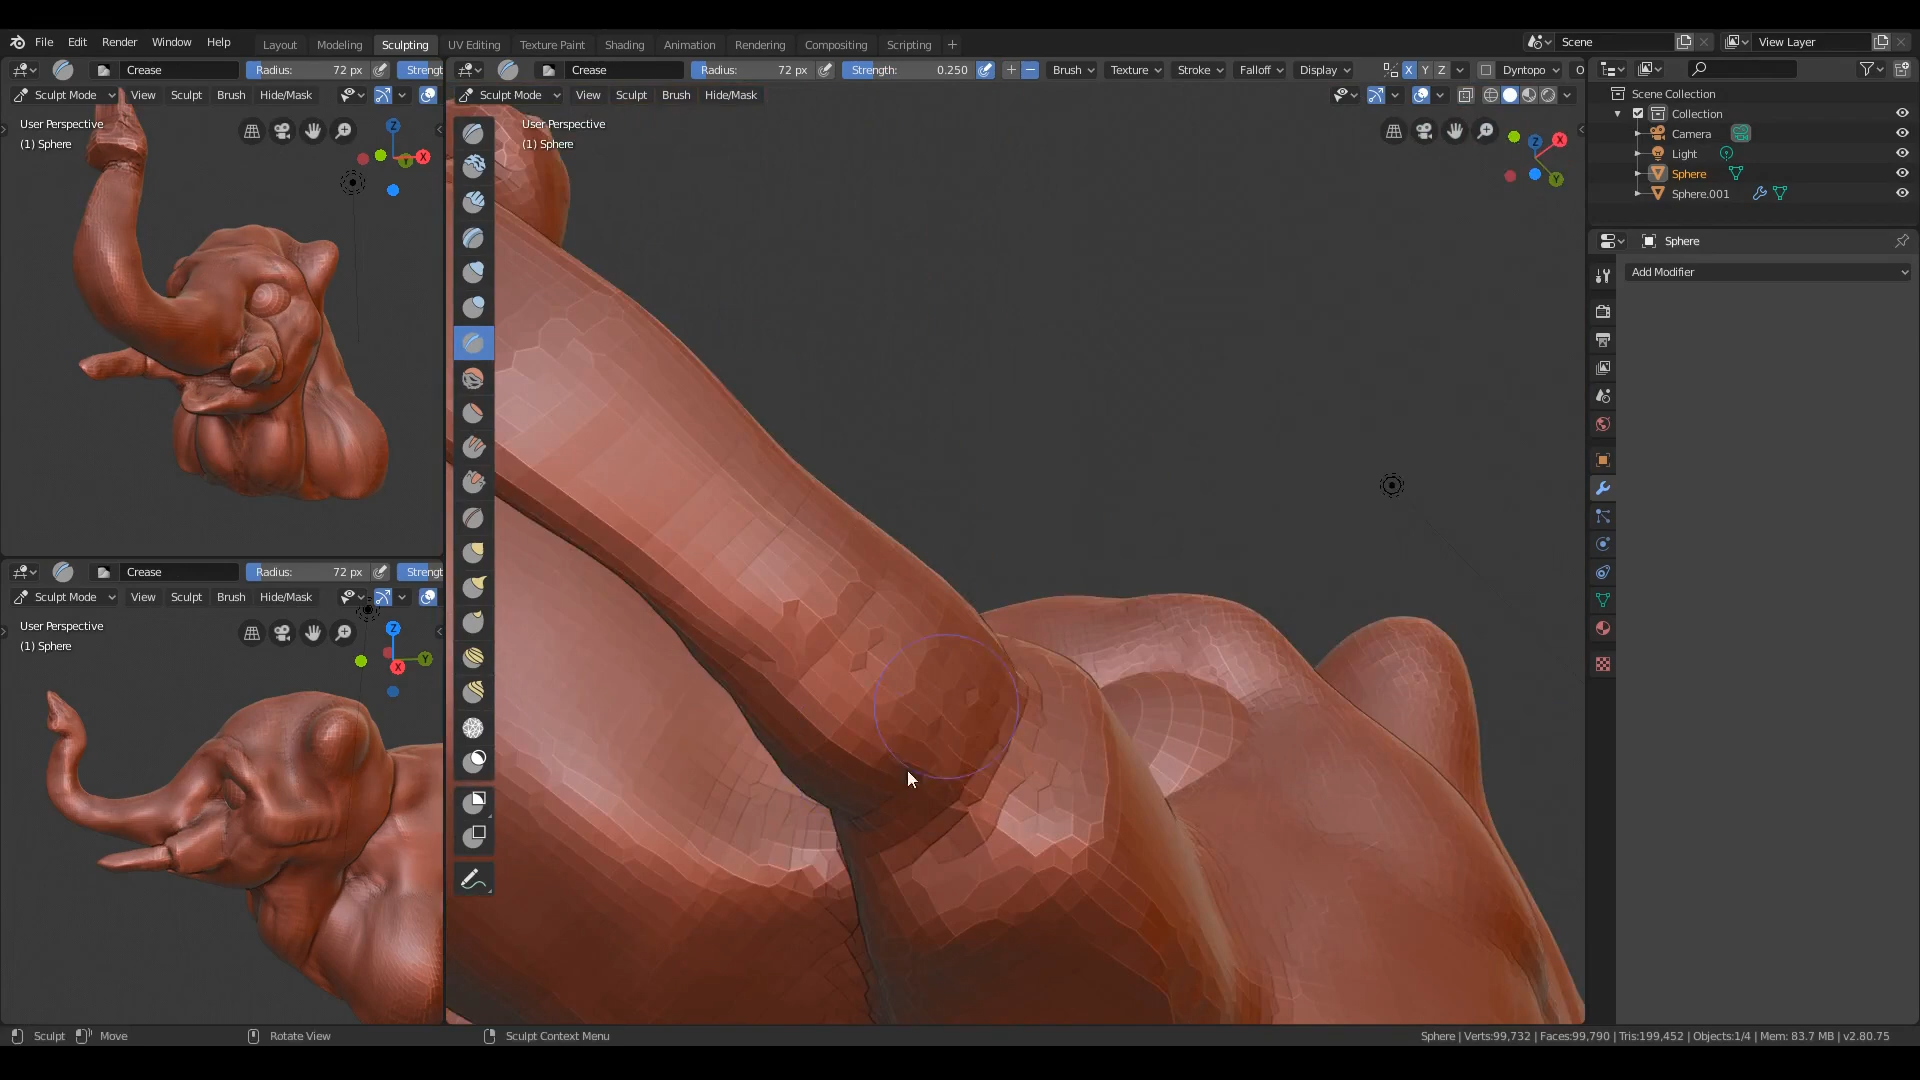 File Edit Render Window Help Layout Modeling Sculpting UV Editing Texture Paint Shading Animation Rendering Compositing Scripting + Scene View Layer
Crease Radius: 72 px Strengt
Sculpt Mode View Sculpt Brush Hide/Mask
User Perspective
(1) Sphere
Z
X
Y
Crease Radius: 72 px Strength: 0.250 Brush Texture Stroke Falloff Display X Y Z Dyntopo O
Sculpt Mode View Sculpt Brush Hide/Mask
User Perspective
(1) Sphere
X
Z
Y
Crease Radius: 72 px Strengt
Sculpt Mode View Sculpt Brush Hide/Mask
User Perspective
(1) Sphere
Z
Y
X
Scene Collection
Collection
Camera
Light
Sphere
Sphere.001
Sphere
Add Modifier
Sculpt Move Rotate View Sculpt Context Menu Sphere | Verts:99,732 | Faces:99,790 | Tris:199,452 | Objects:1/4 | Mem: 83.7 MB | v2.80.75